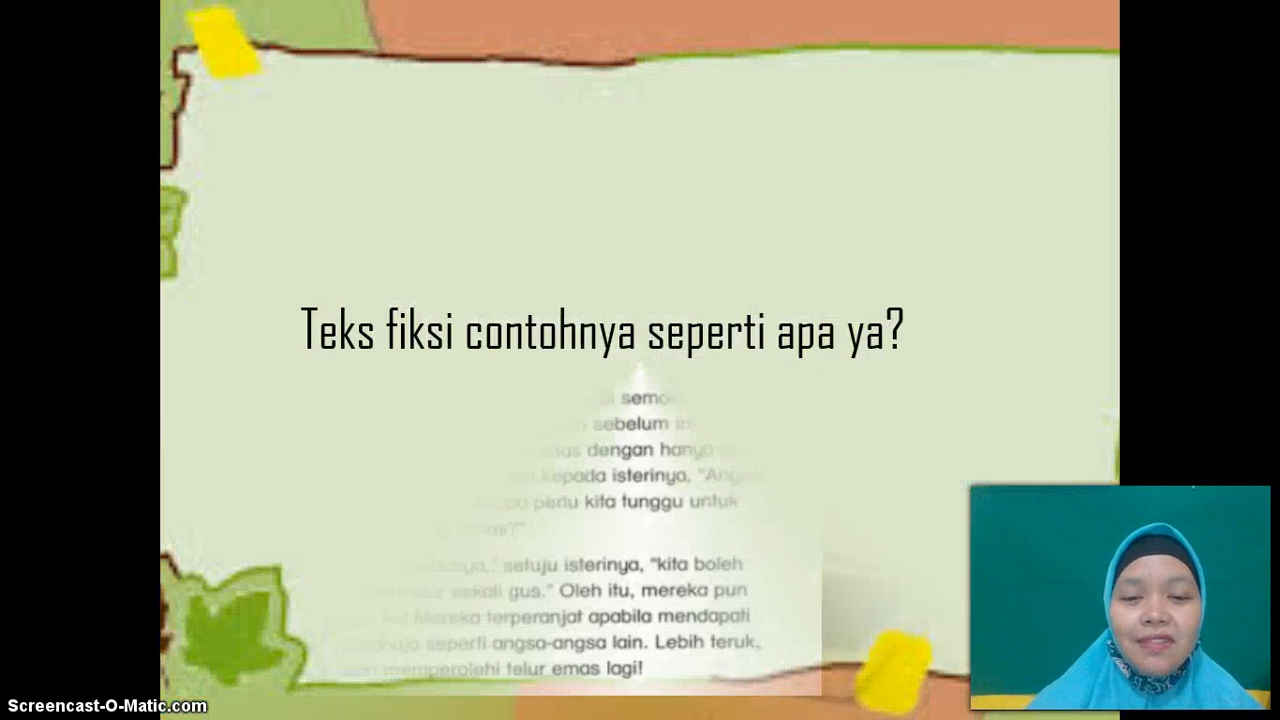 Teks fiksi contohnya seperti apa ya?
sebelum
dengan hanya
kepada isterinya,
perlu kita tunggu untuk
setuju isterinya, "kita boleh
sekali gus." Oleh itu, mereka pun
Mereka terperanjat apabila mendapati
seperti angsa-angsa lain. Lebih teruk,
memperolehi telur emas lagi!
Screencast-O-Matic.com